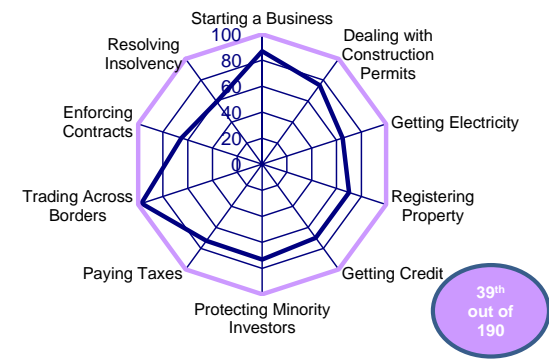 Starting a Business
Dealing with
Construction
Permits
Getting Electricity
Registering
Property
Getting Credit
Protecting Minority
Investors
Paying Taxes
Trading Across
Borders
Enforcing
Contracts
Resolving
Insolvency
100
80
60
40
20
0
39th
out of
190